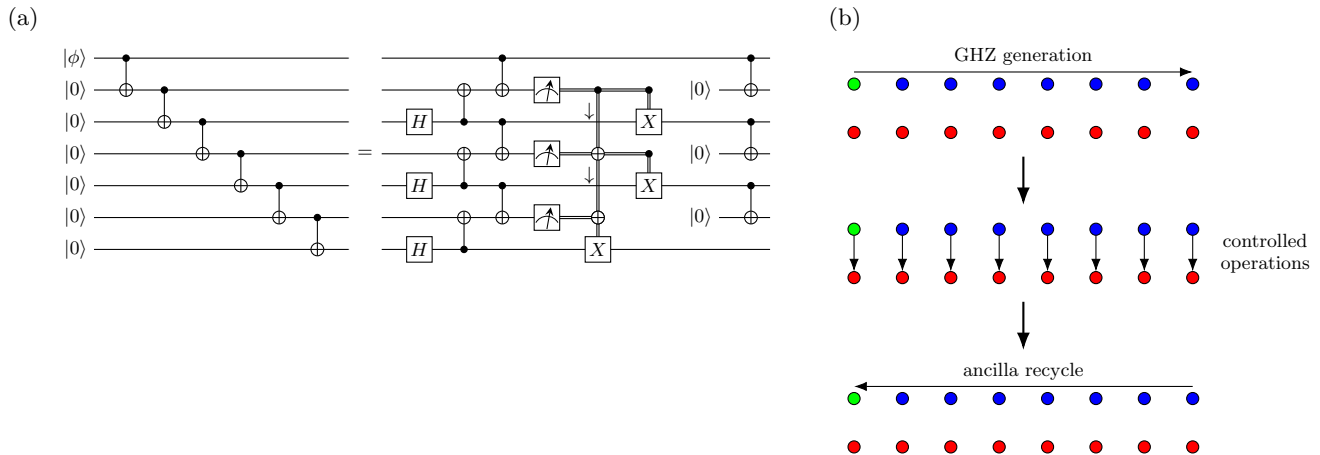 (a)
|ϕ⟩
|0⟩
|0⟩
|0⟩
|0⟩
|0⟩
|0⟩
=
|0⟩
H
X
|0⟩
H
X
|0⟩
H
X
↓
↓
(b)
GHZ generation
controlled
operations
ancilla recycle